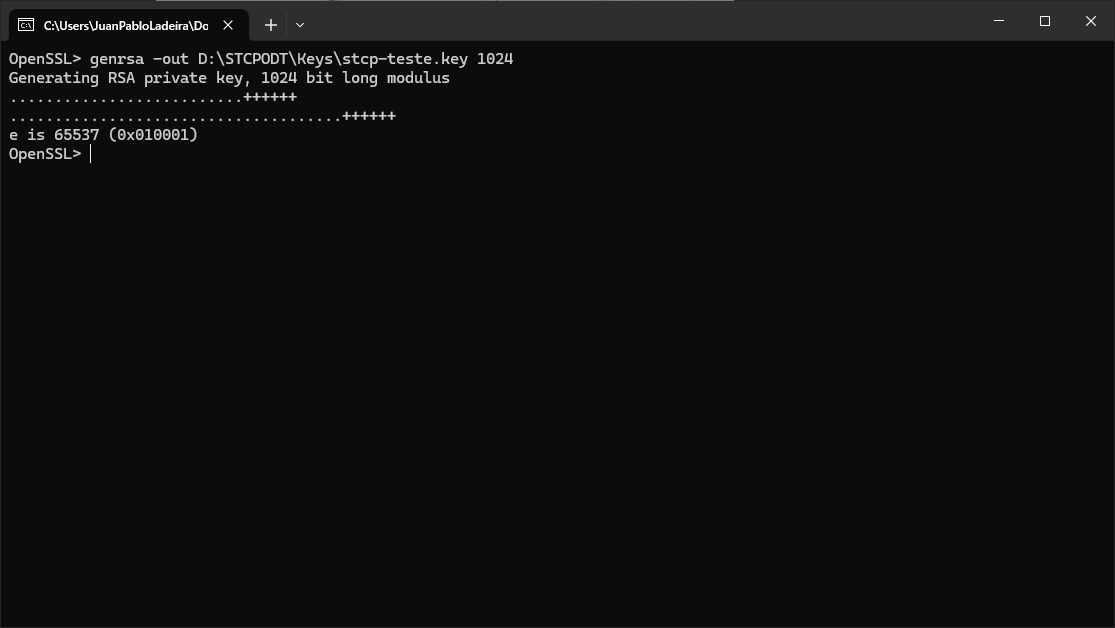 C:\Users\JuanPabloLadeira\Do
OpenSSL> genrsa -out D:\STCPODT\Keys\stcp-teste.key 1024
Generating RSA private key, 1024 bit long modulus
..........................++++++
.....................................++++++
e is 65537 (0x010001)
OpenSSL>